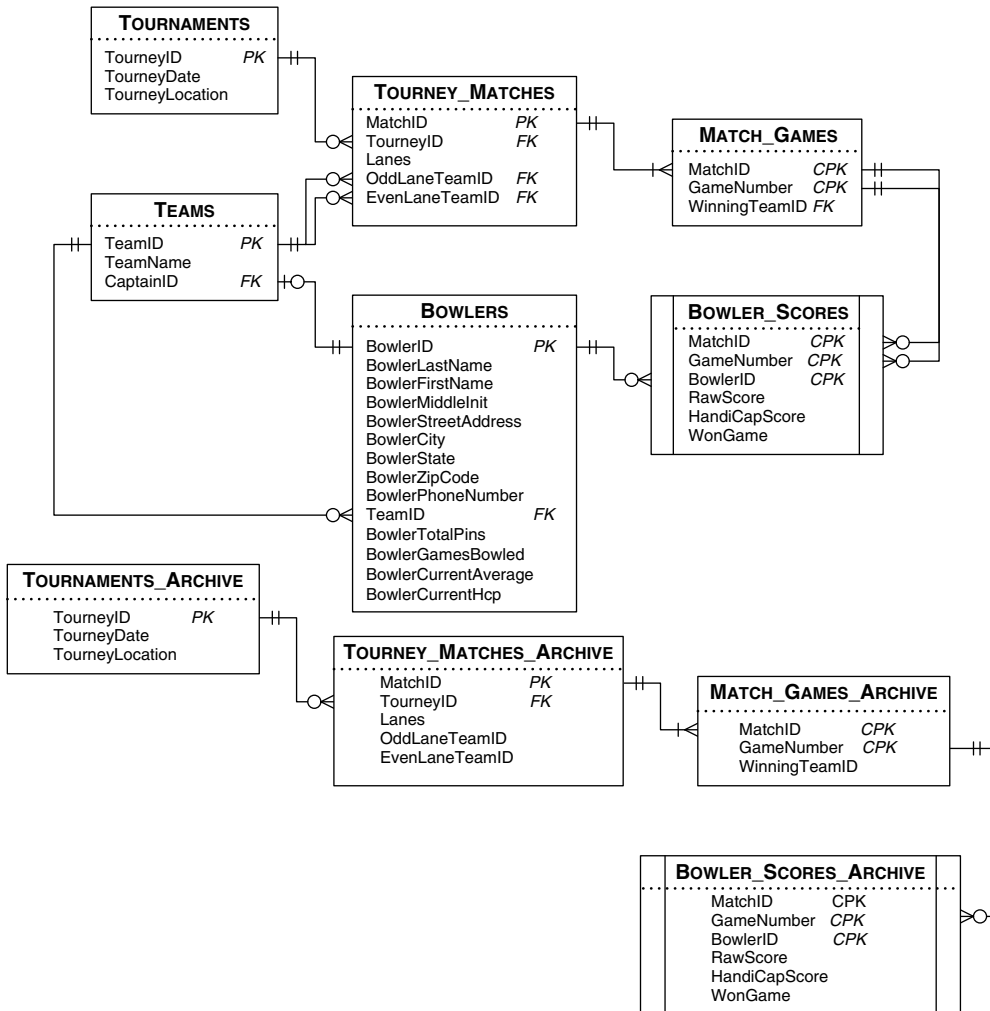 TOURNAMENTS
TourneyID PK
TourneyDate
TourneyLocation
TOURNEY_MATCHES
MatchID PK
TourneyID FK
Lanes
OddLaneTeamID FK
EvenLaneTeamID FK
MATCH_GAMES
MatchID CPK
GameNumber CPK
WinningTeamID FK
TEAMS
TeamID PK
TeamName
CaptainID FK
BOWLERS
BowlerID PK
BowlerLastName
BowlerFirstName
BowlerMiddleInit
BowlerStreetAddress
BowlerCity
BowlerState
BowlerZipCode
BowlerPhoneNumber
TeamID FK
BowlerTotalPins
BowlerGamesBowled
BowlerCurrentAverage
BowlerCurrentHcp
BOWLER_SCORES
MatchID CPK
GameNumber CPK
BowlerID CPK
RawScore
HandiCapScore
WonGame
TOURNAMENTS_ARCHIVE
TourneyID PK
TourneyDate
TourneyLocation
TOURNEY_MATCHES_ARCHIVE
MatchID PK
TourneyID FK
Lanes
OddLaneTeamID
EvenLaneTeamID
MATCH_GAMES_ARCHIVE
MatchID CPK
GameNumber CPK
WinningTeamID
BOWLER_SCORES_ARCHIVE
MatchID CPK
GameNumber CPK
BowlerID CPK
RawScore
HandiCapScore
WonGame